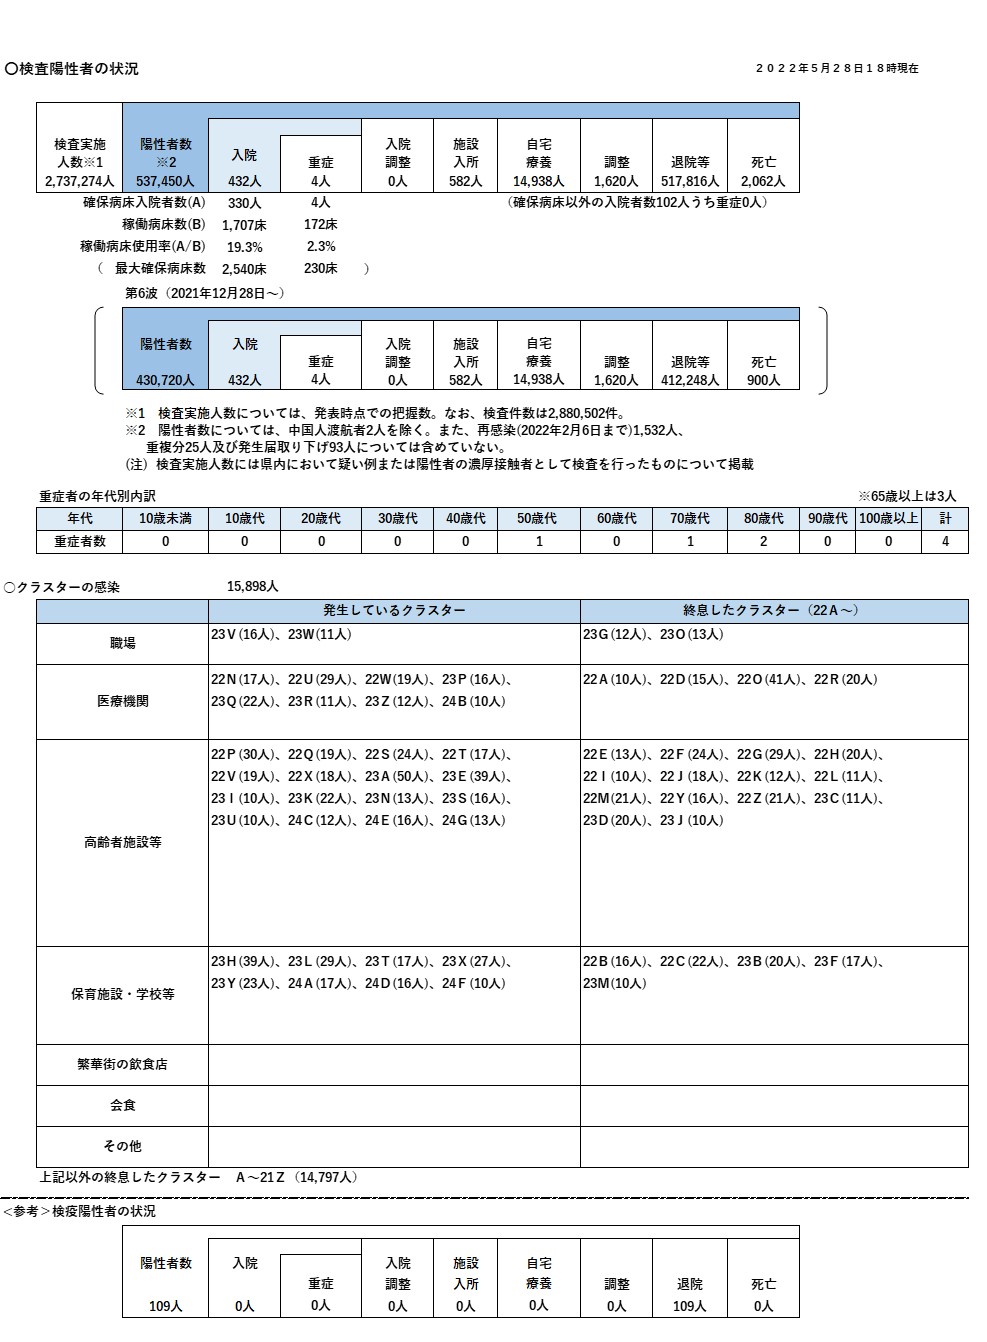 〇検査陽性者の状況
２０２２年５月２８日１８時現在
検査実施 陽性者数 入院 施設 自宅
人数※1 ※2 入院 重症 調整 入所 療養 調整 退院等 死亡
2,737,274人 537,450人 432人 4人 0人 582人 14,938人 1,620人 517,816人 2,062人
確保病床入院者数(A) 330人 4人 （確保病床以外の入院者数102人うち重症0人）
稼働病床数(B) 1,707床 172床
稼働病床使用率(A/B) 19.3% 2.3%
（ 最大確保病床数 2,540床 230床 ）
第6波（2021年12月28日～）
陽性者数 入院 入院 施設 自宅
重症 調整 入所 療養 調整 退院等 死亡
430,720人 432人 4人 0人 582人 14,938人 1,620人 412,248人 900人
※1 検査実施人数については、発表時点での把握数。なお、検査件数は2,880,502件。
※2 陽性者数については、中国人渡航者2人を除く。また、再感染(2022年2月6日まで)1,532人、
重複分25人及び発生届取り下げ93人については含めていない。
(注) 検査実施人数には県内において疑い例または陽性者の濃厚接触者として検査を行ったものについて掲載
重症者の年代別内訳 ※65歳以上は3人
年代 10歳未満 10歳代 20歳代 30歳代 40歳代 50歳代 60歳代 70歳代 80歳代 90歳代 100歳以上 計
重症者数 0 0 0 0 0 1 0 1 2 0 0 4
○クラスターの感染 15,898人
発生しているクラスター 終息したクラスター（22Ａ～）
職場 23Ｖ(16人)、23Ｗ(11人) 23Ｇ(12人)、23Ｏ(13人)
医療機関
22Ｎ(17人)、22Ｕ(29人)、22Ｗ(19人)、23Ｐ(16人)、
23Ｑ(22人)、23Ｒ(11人)、23Ｚ(12人)、24Ｂ(10人)
22Ａ(10人)、22Ｄ(15人)、22Ｏ(41人)、22Ｒ(20人)
高齢者施設等
22Ｐ(30人)、22Ｑ(19人)、22Ｓ(24人)、22Ｔ(17人)、
22Ｖ(19人)、22Ｘ(18人)、23Ａ(50人)、23Ｅ(39人)、
23Ｉ(10人)、23Ｋ(22人)、23Ｎ(13人)、23Ｓ(16人)、
23Ｕ(10人)、24Ｃ(12人)、24Ｅ(16人)、24Ｇ(13人)
22Ｅ(13人)、22Ｆ(24人)、22Ｇ(29人)、22Ｈ(20人)、
22Ｉ(10人)、22Ｊ(18人)、22Ｋ(12人)、22Ｌ(11人)、
22Ｍ(21人)、22Ｙ(16人)、22Ｚ(21人)、23Ｃ(11人)、
23Ｄ(20人)、23Ｊ(10人)
保育施設・学校等
23Ｈ(39人)、23Ｌ(29人)、23Ｔ(17人)、23Ｘ(27人)、
23Ｙ(23人)、24Ａ(17人)、24Ｄ(16人)、24Ｆ(10人)
22Ｂ(16人)、22Ｃ(22人)、23Ｂ(20人)、23Ｆ(17人)、
23Ｍ(10人)
繁華街の飲食店
会食
その他
上記以外の終息したクラスター Ａ～21Ｚ（14,797人）
＜参考＞検疫陽性者の状況
陽性者数 入院 入院 施設 自宅
重症 調整 入所 療養 調整 退院 死亡
109人 0人 0人 0人 0人 0人 0人 109人 0人